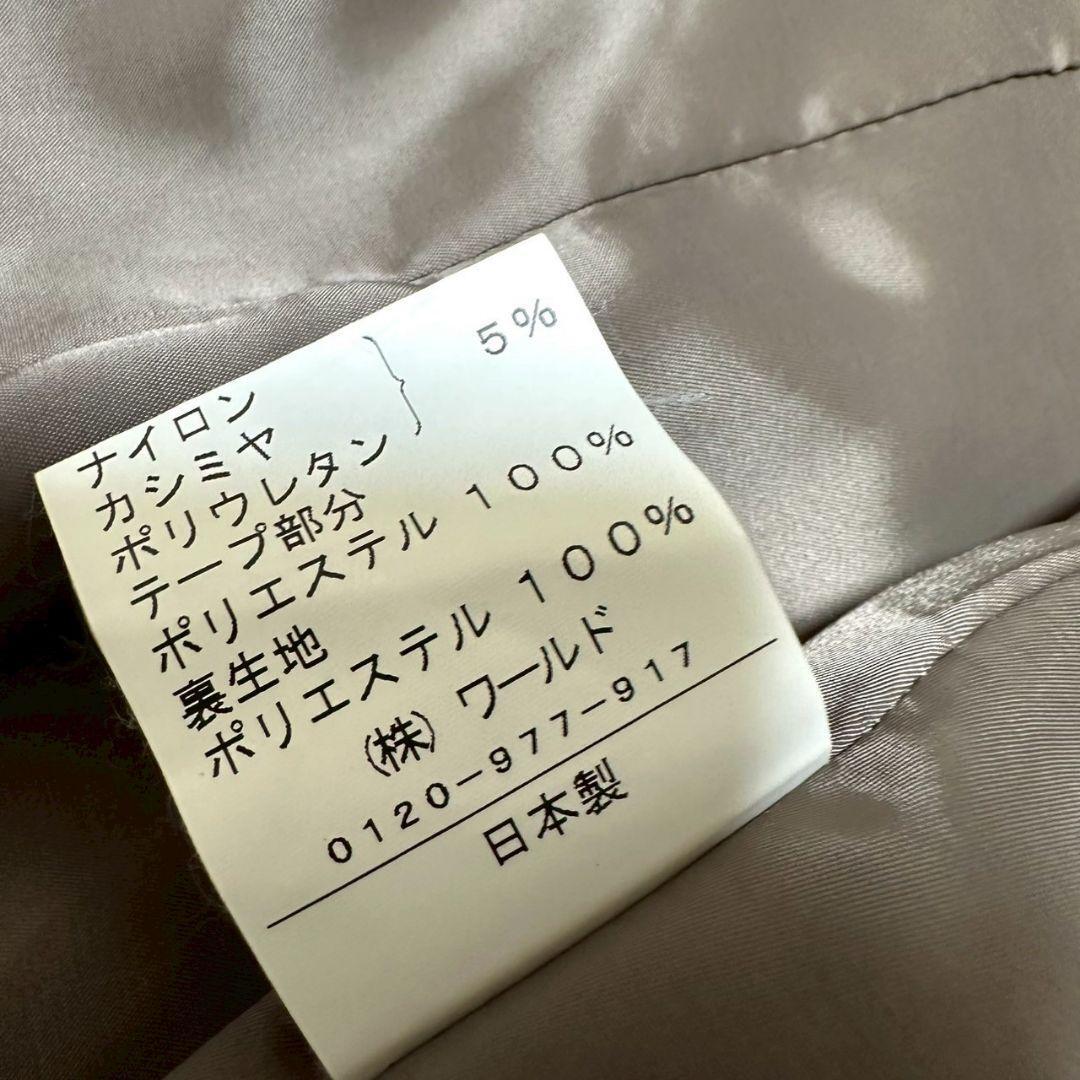 ナイロン
カシミヤ } 5%
ポリウレタン
テープ部分
ポリエステル 100%
裏生地
ポリエステル 100%
(株) ワールド
0120-977-917
日本製